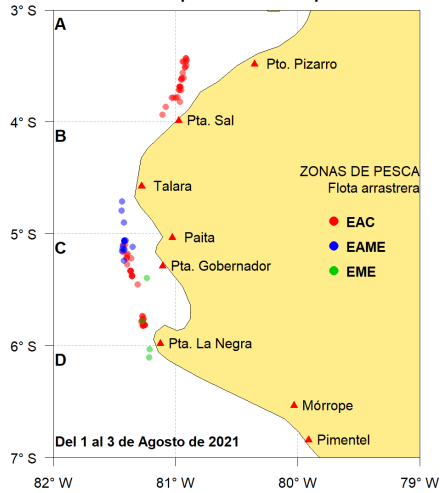 3° S
A
Pto. Pizarro
4° S
Pta. Sal
B
ZONAS DE PESCA
Flota arrastrera
Talara
EAC
5° S
Paita
C
EAME
Pta. Gobernador
EME
6° S
Pta. La Negra
D
Mórrope
Pimentel
Del 1 al 3 de Agosto de 2021
7° S
82° W
81° W
80° W
79° W